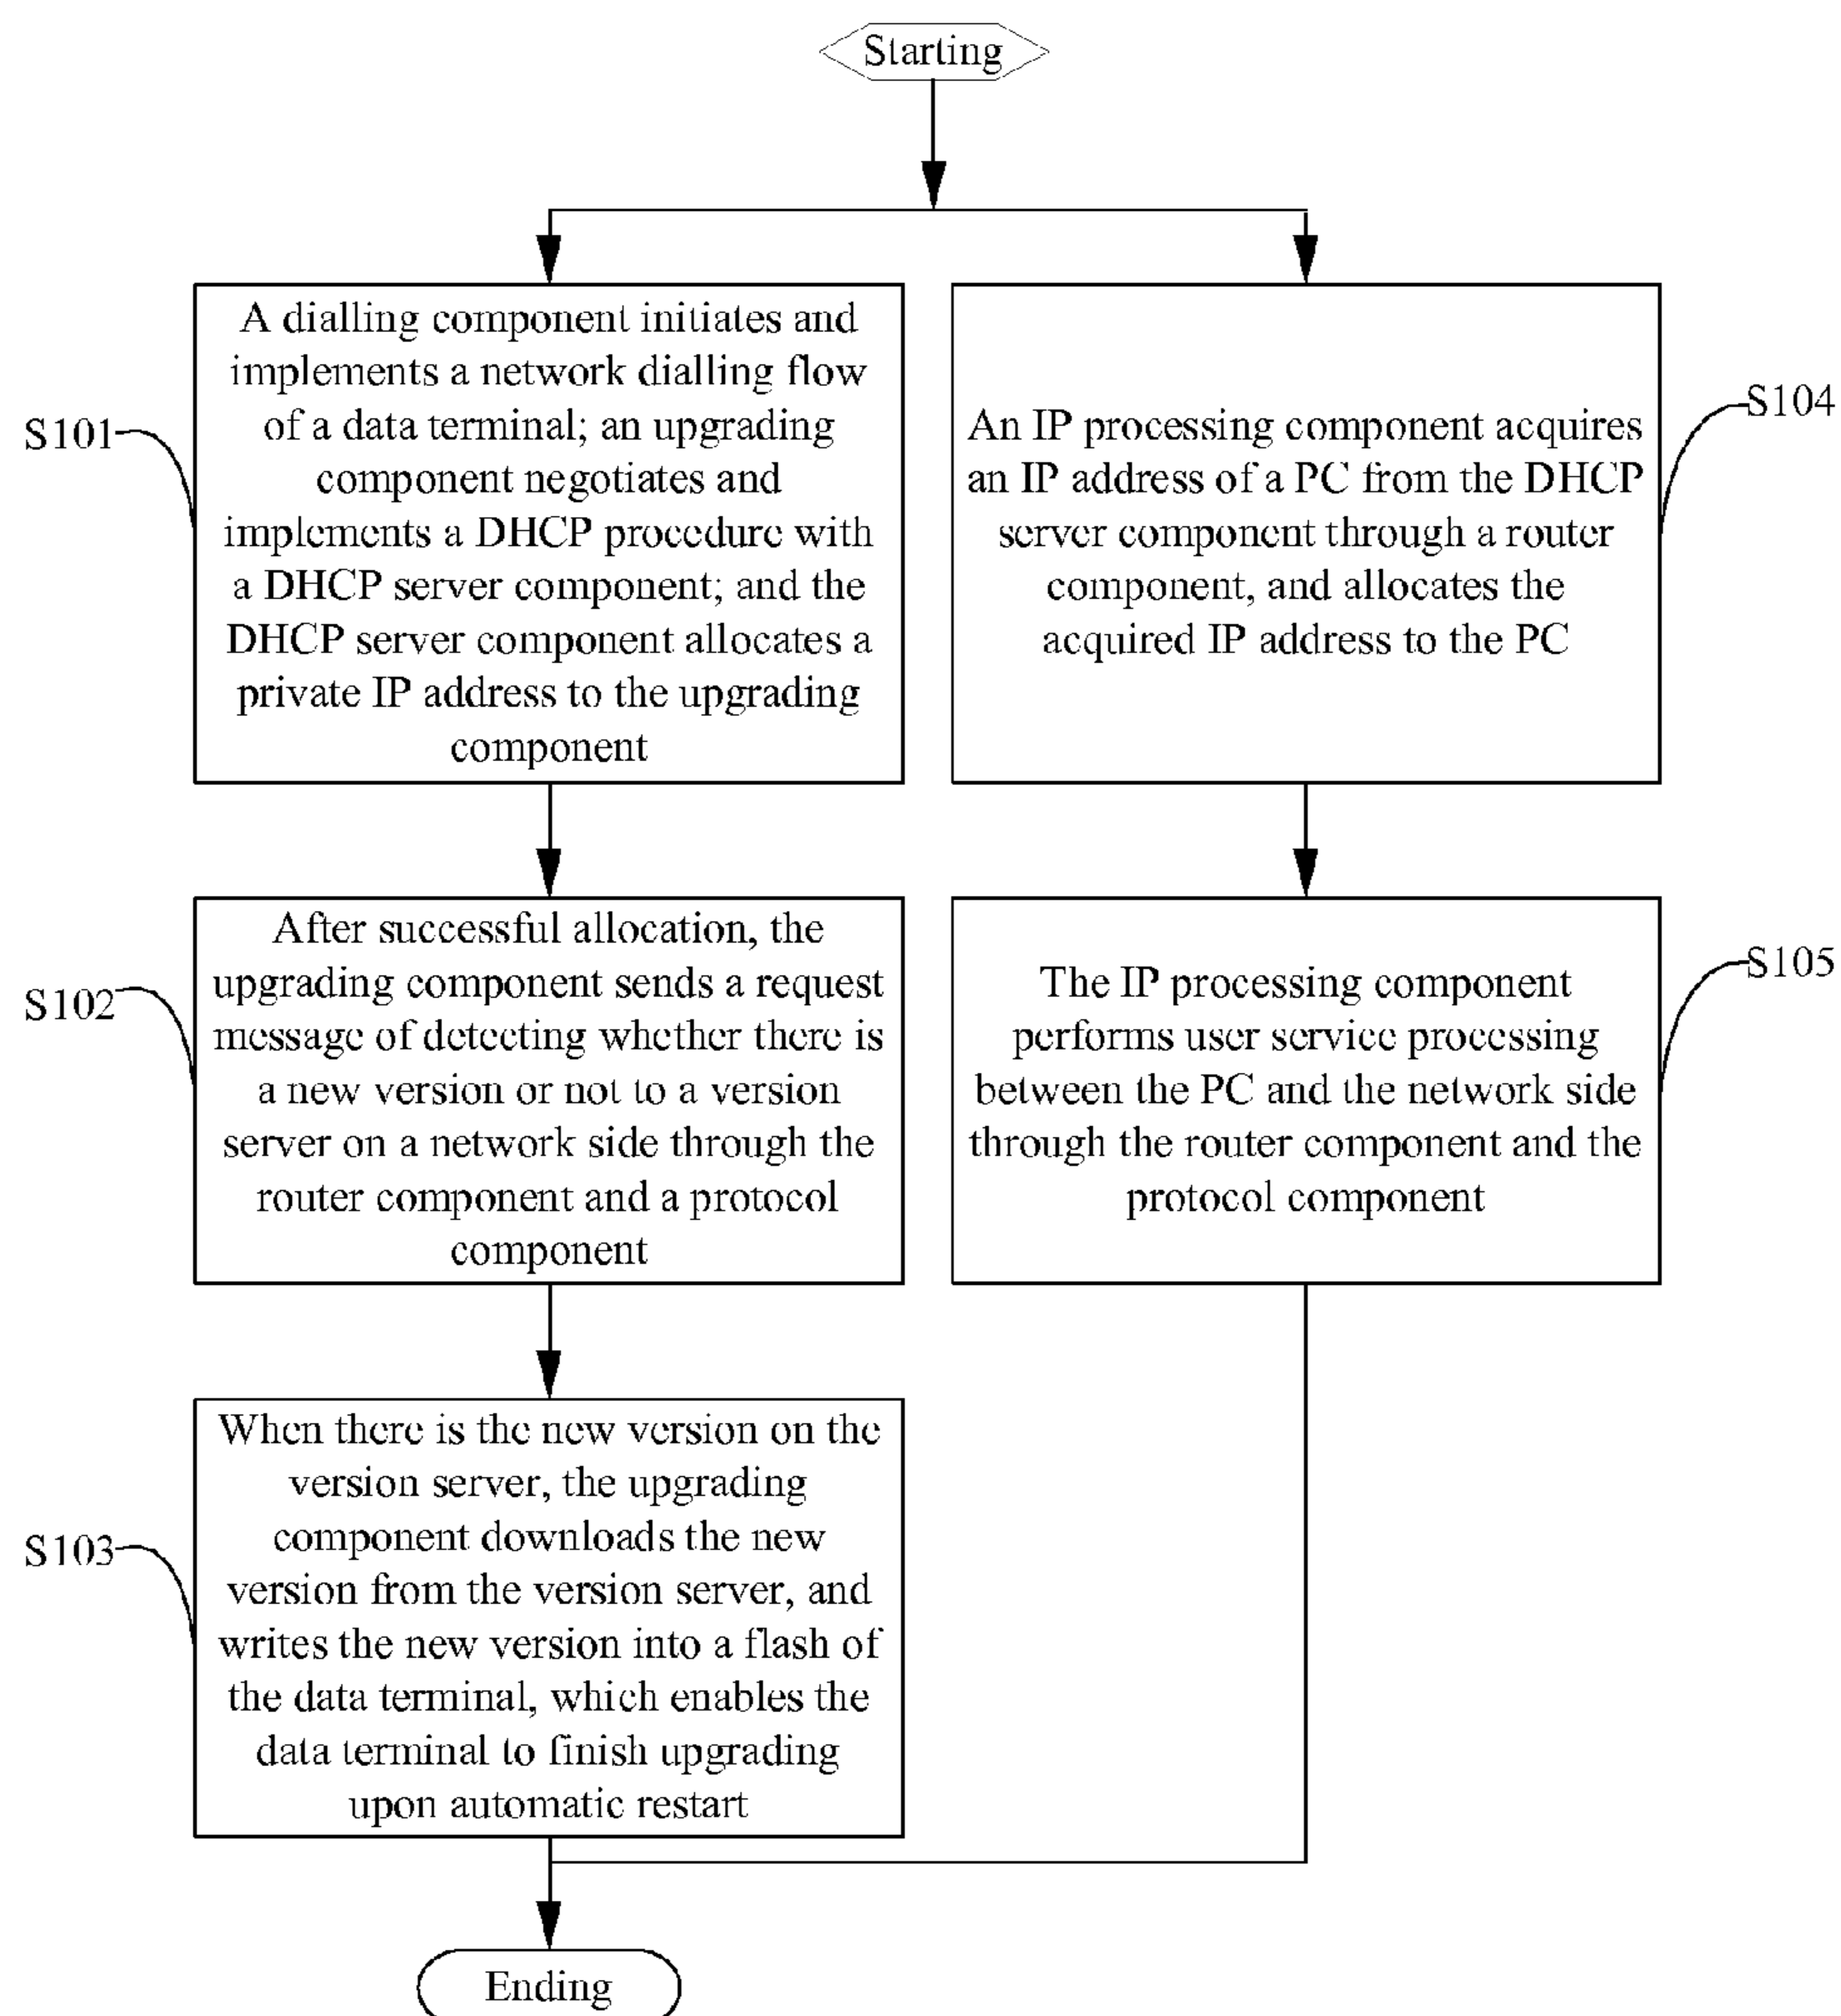 Starting
S101
A dialling component initiates and
implements a network dialling flow
of a data terminal; an upgrading
component negotiates and
implements a DHCP procedure with
a DHCP server component; and the
DHCP server component allocates a
private IP address to the upgrading
component
S104
An IP processing component acquires
an IP address of a PC from the DHCP
server component through a router
component, and allocates the
acquired IP address to the PC
S102
After successful allocation, the
upgrading component sends a request
message of detecting whether there is
a new version or not to a version
server on a network side through the
router component and a protocol
component
S105
The IP processing component
performs user service processing
between the PC and the network side
through the router component and the
protocol component
S103
When there is the new version on the
version server, the upgrading
component downloads the new
version from the version server, and
writes the new version into a flash of
the data terminal, which enables the
data terminal to finish upgrading
upon automatic restart
Ending